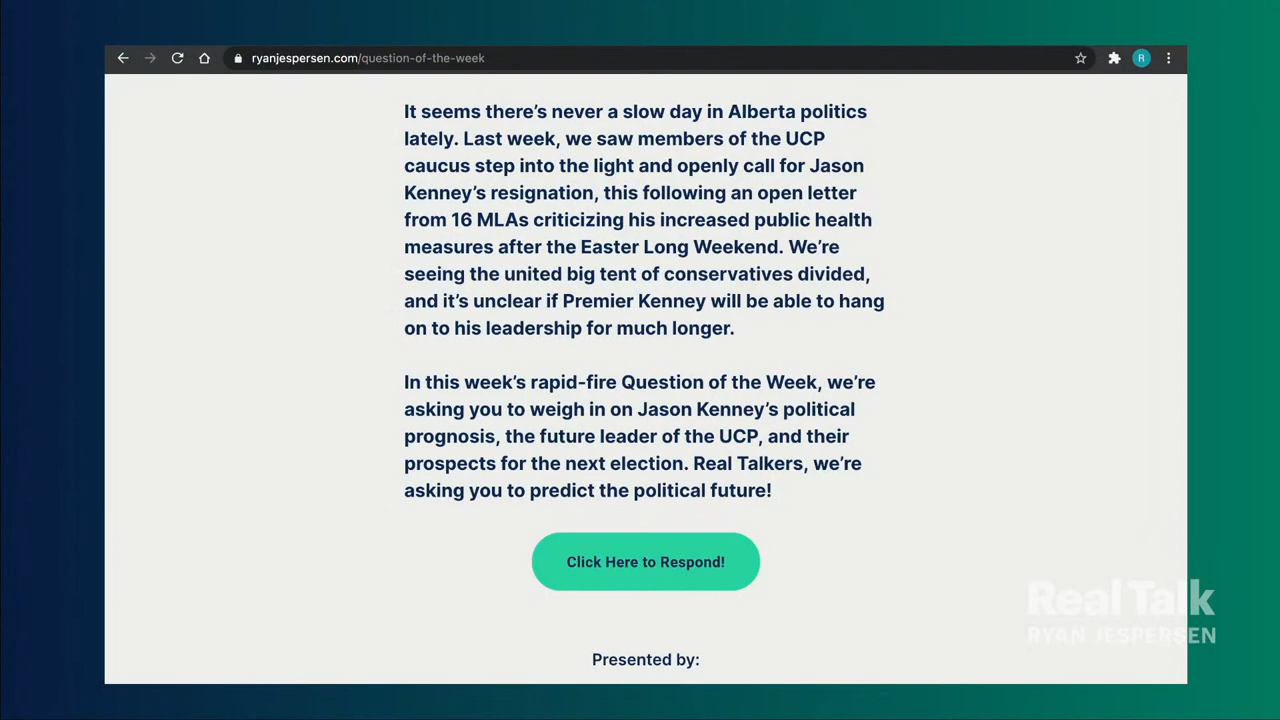 ryanjespersen.com/question-of-the-week
R
It seems there’s never a slow day in Alberta politics
lately. Last week, we saw members of the UCP
caucus step into the light and openly call for Jason
Kenney’s resignation, this following an open letter
from 16 MLAs criticizing his increased public health
measures after the Easter Long Weekend. We’re
seeing the united big tent of conservatives divided,
and it’s unclear if Premier Kenney will be able to hang
on to his leadership for much longer.
In this week’s rapid-fire Question of the Week, we’re
asking you to weigh in on Jason Kenney’s political
prognosis, the future leader of the UCP, and their
prospects for the next election. Real Talkers, we’re
asking you to predict the political future!
Click Here to Respond!
Real Talk
RYAN JESPERSEN
Presented by: